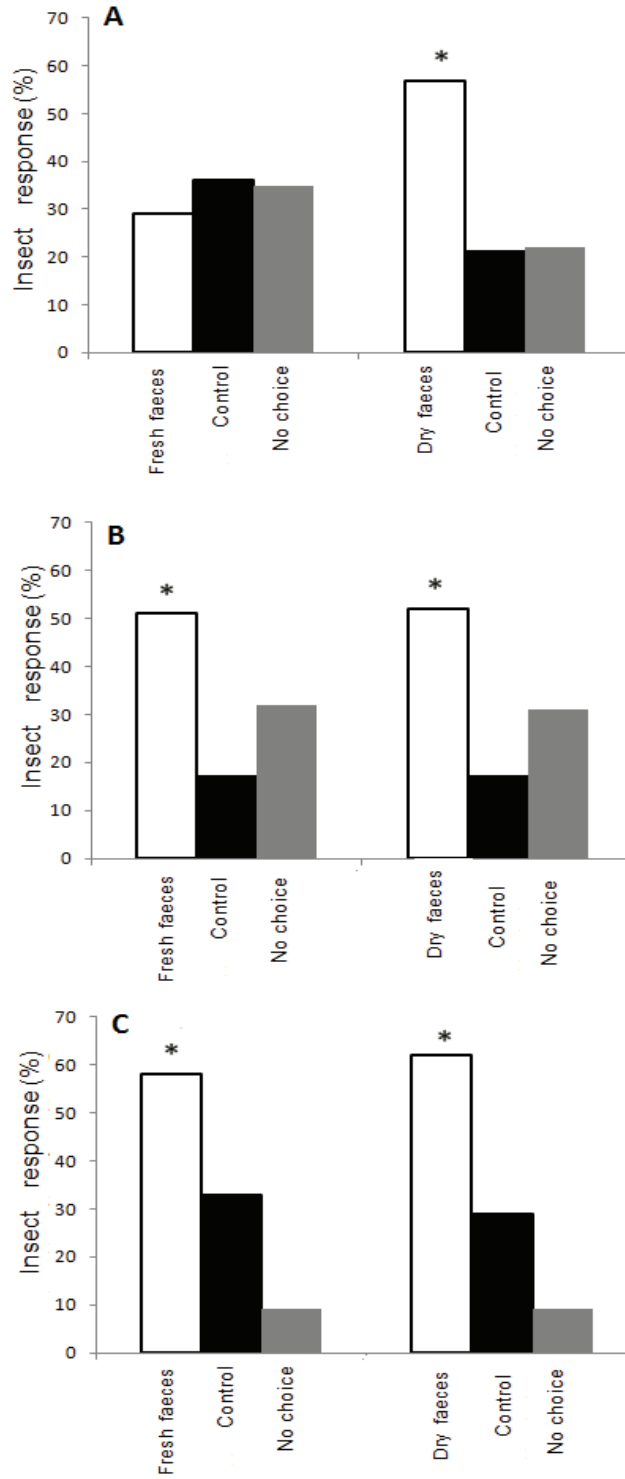 A
Insect response (%)
70
60
50
40
30
20
10
0
*
Fresh faeces
Control
No choice
Dry faeces
Control
No choice
B
Insect response (%)
70
60
50
40
30
20
10
0
*
*
Fresh faeces
Control
No choice
Dry faeces
Control
No choice
C
Insect response (%)
70
60
50
40
30
20
10
0
*
*
Fresh faeces
Control
No choice
Dry faeces
Control
No choice